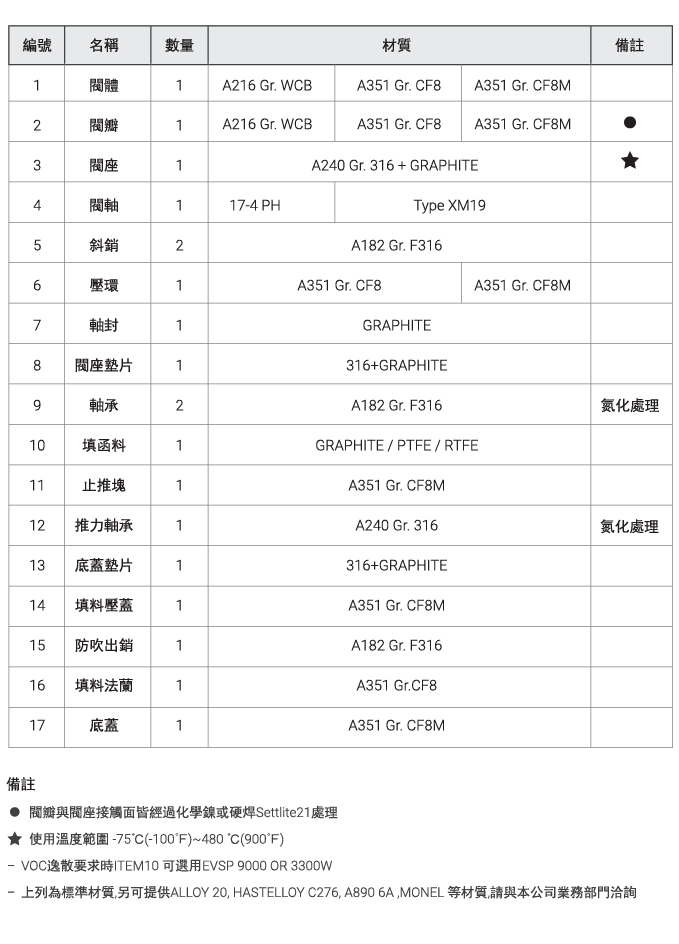 編號 名稱 數量 材質 備註
1 閥體 1 A216 Gr. WCB A351 Gr. CF8 A351 Gr. CF8M
2 閥瓣 1 A216 Gr. WCB A351 Gr. CF8 A351 Gr. CF8M ●
3 閥座 1 A240 Gr. 316 + GRAPHITE ★
4 閥軸 1 17-4 PH Type XM19
5 斜銷 2 A182 Gr. F316
6 壓環 1 A351 Gr. CF8 A351 Gr. CF8M
7 軸封 1 GRAPHITE
8 閥座墊片 1 316+GRAPHITE
9 軸承 2 A182 Gr. F316 氮化處理
10 填函料 1 GRAPHITE / PTFE / RTFE
11 止推塊 1 A351 Gr. CF8M
12 推力軸承 1 A240 Gr. 316 氮化處理
13 底蓋墊片 1 316+GRAPHITE
14 填料壓蓋 1 A351 Gr. CF8M
15 防吹出銷 1 A182 Gr. F316
16 填料法蘭 1 A351 Gr.CF8
17 底蓋 1 A351 Gr. CF8M
備註
● 閥瓣與閥座接觸面皆經過化學鎳或硬焊Settlite21處理
★ 使用溫度範圍 -75℃(-100℉)~480 ℃(900℉)
– VOC逸散要求時ITEM10 可選用EVSP 9000 OR 3300W
– 上列為標準材質,另可提供ALLOY 20, HASTELLOY C276, A890 6A ,MONEL 等材質,請與本公司業務部門洽詢